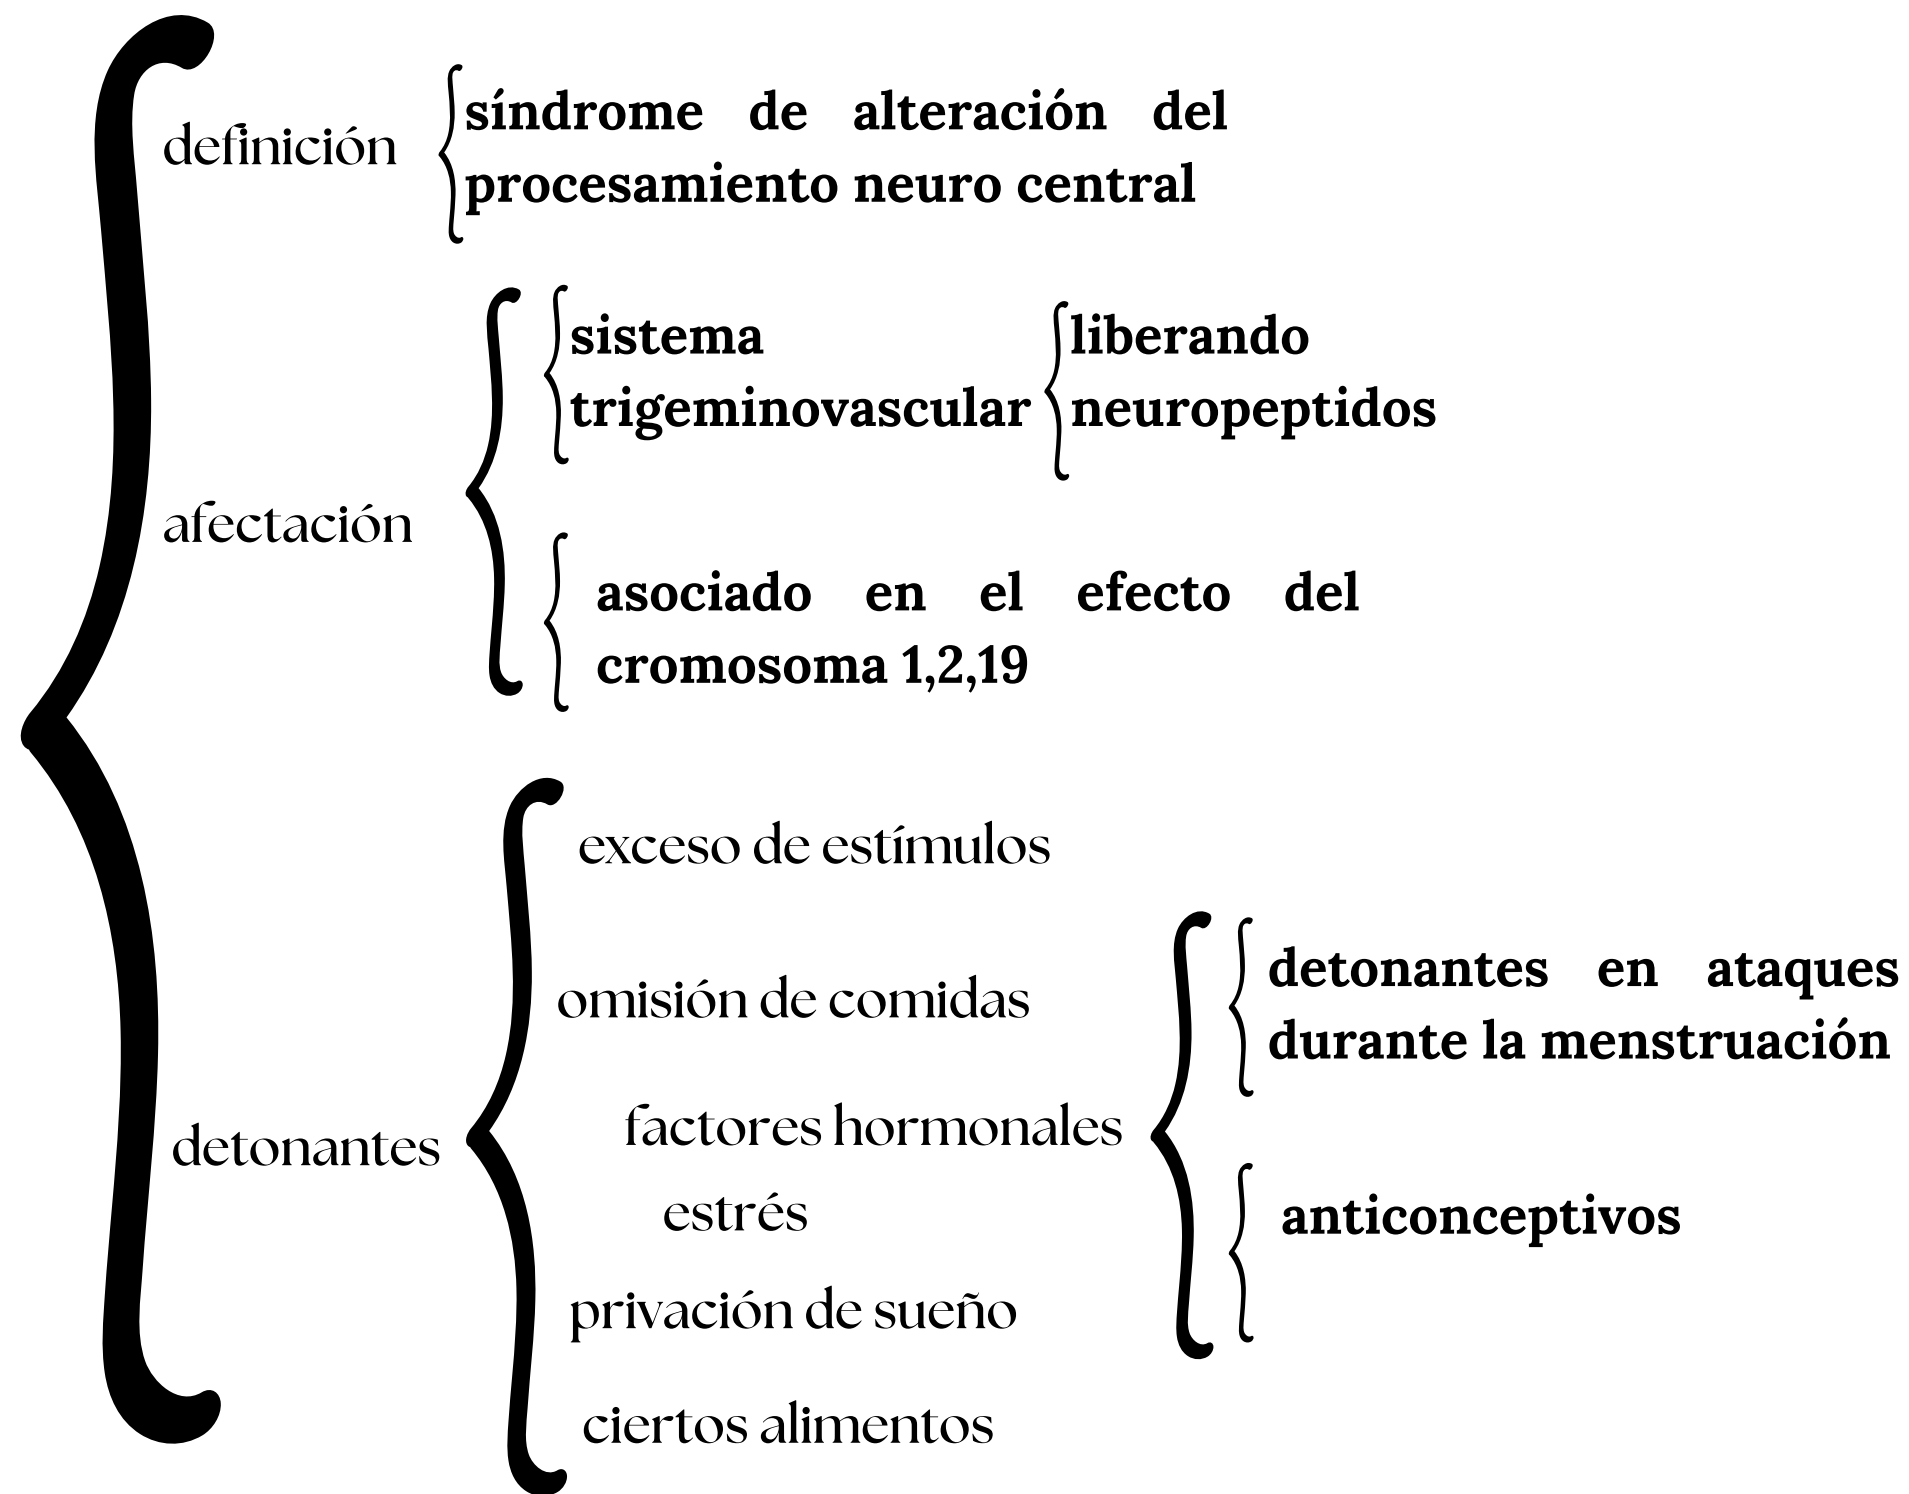 definición
síndrome de alteración del
procesamiento neuro central
afectación
sistema
trigeminovascular
liberando
neuropeptidos
asociado en el efecto del
cromosoma 1,2,19
detonantes
exceso de estímulos
omisión de comidas
factores hormonales
detonantes en ataques
durante la menstruación
anticonceptivos
estrés
privación de sueño
ciertos alimentos